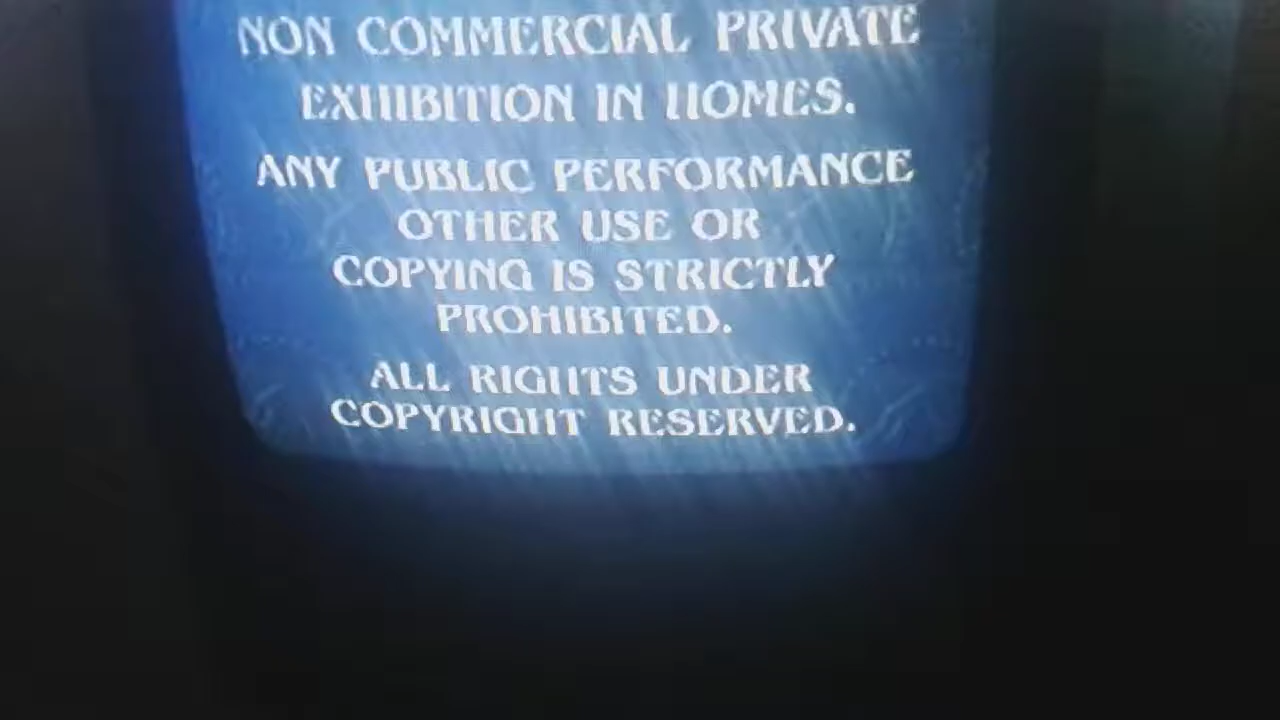 NON COMMERCIAL PRIVATE
EXHIBITION IN HOMES.
ANY PUBLIC PERFORMANCE
OTHER USE OR
COPYING IS STRICTLY
PROHIBITED.
ALL RIGHTS UNDER
COPYRIGHT RESERVED.